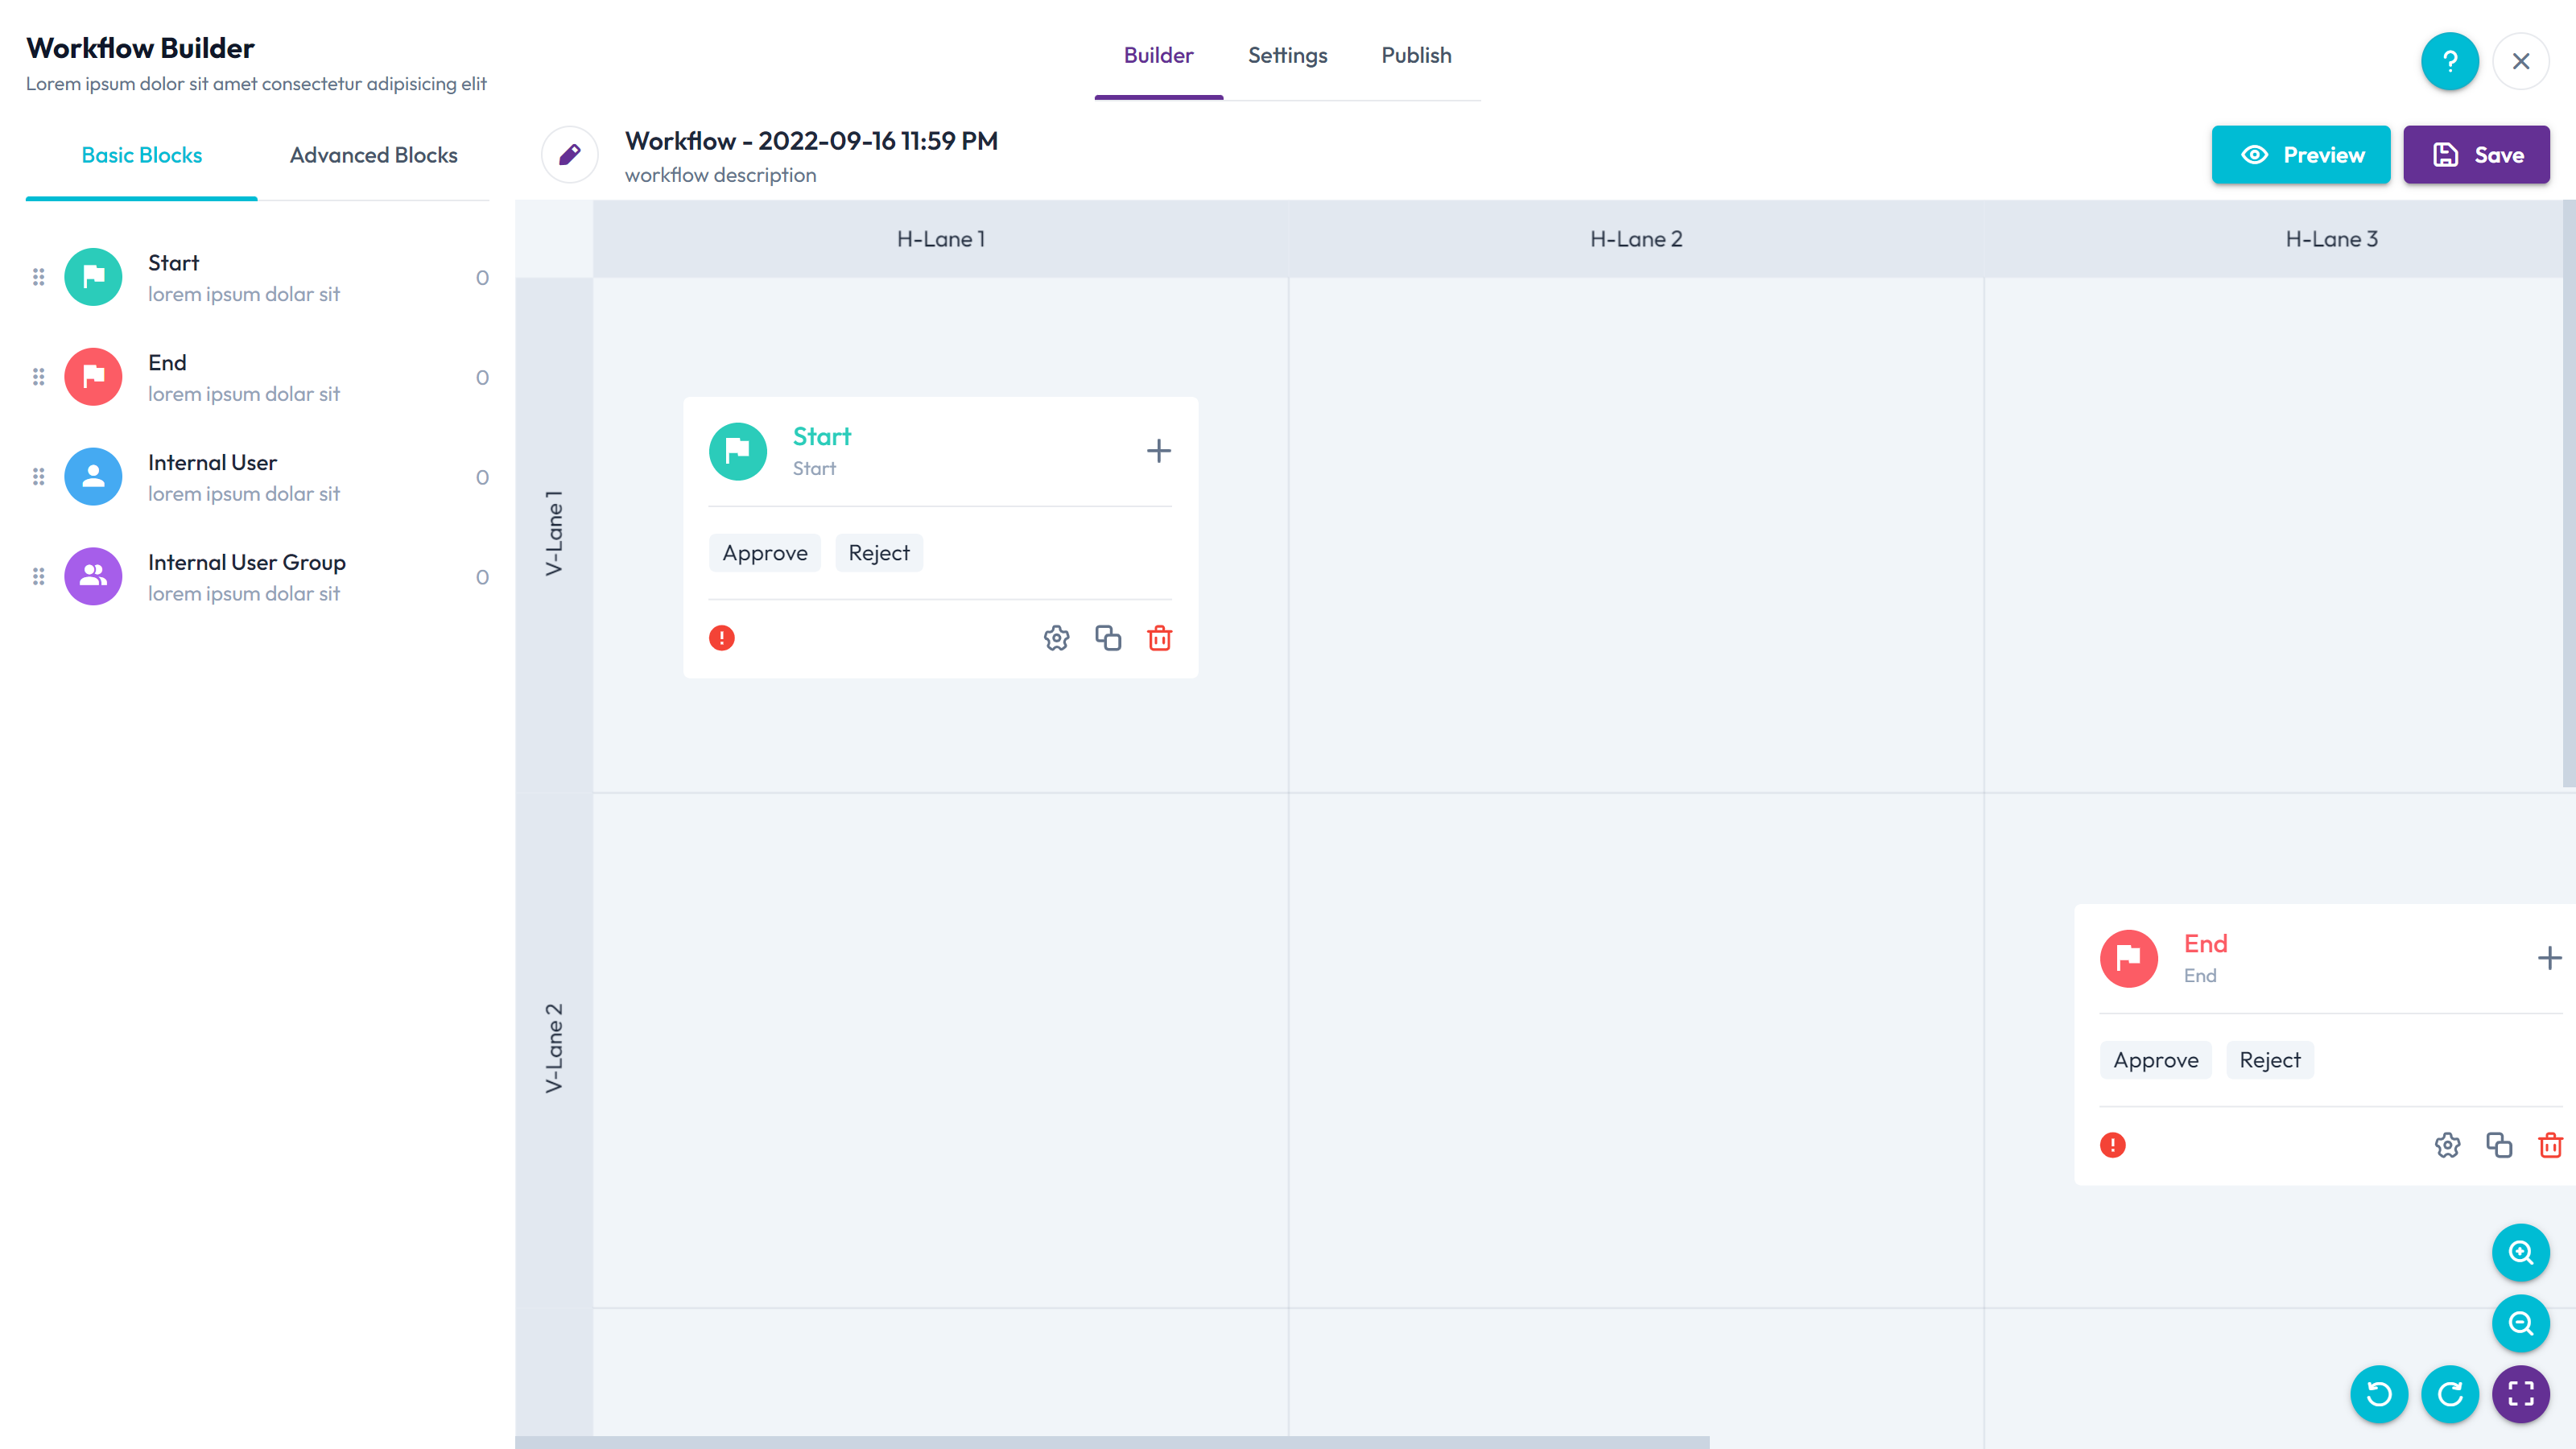 Workflow Builder
Lorem ipsum dolor sit amet consectetur adipisicing elit
Builder
Settings
Publish
?
Basic Blocks
Advanced Blocks
Start
lorem ipsum dolar sit
0
End
lorem ipsum dolar sit
0
Internal User
lorem ipsum dolar sit
0
Internal User Group
lorem ipsum dolar sit
0
Workflow - 2022-09-16 11:59 PM
workflow description
Preview
Save
H-Lane 1
H-Lane 2
H-Lane 3
V-Lane 1
Start
Start
Approve
Reject
V-Lane 2
End
End
Approve
Reject